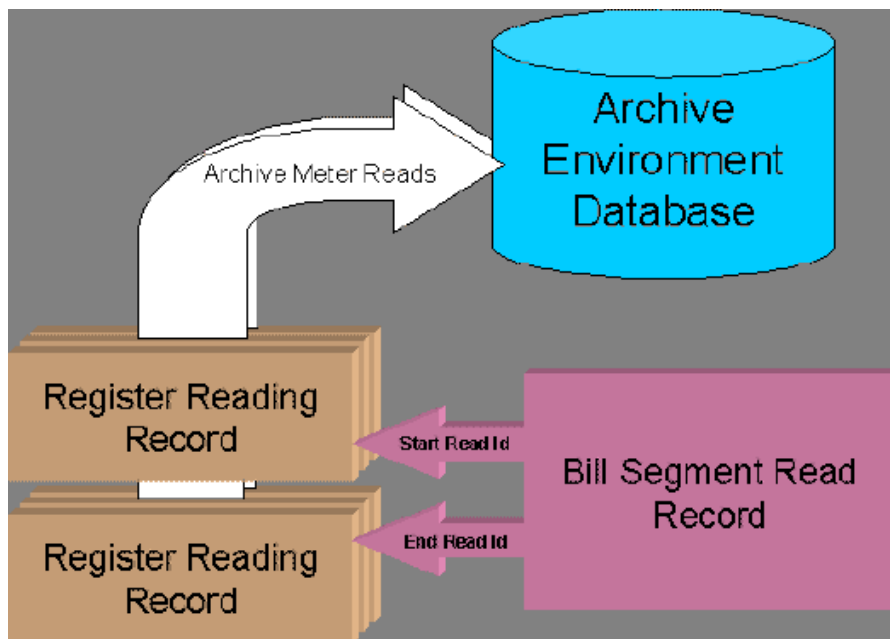 Archive
Environment
Database
Archive Meter Reads
Register Reading
Record
Start Read Id
Bill Segment Read
Record
End Read Id
Register Reading
Record